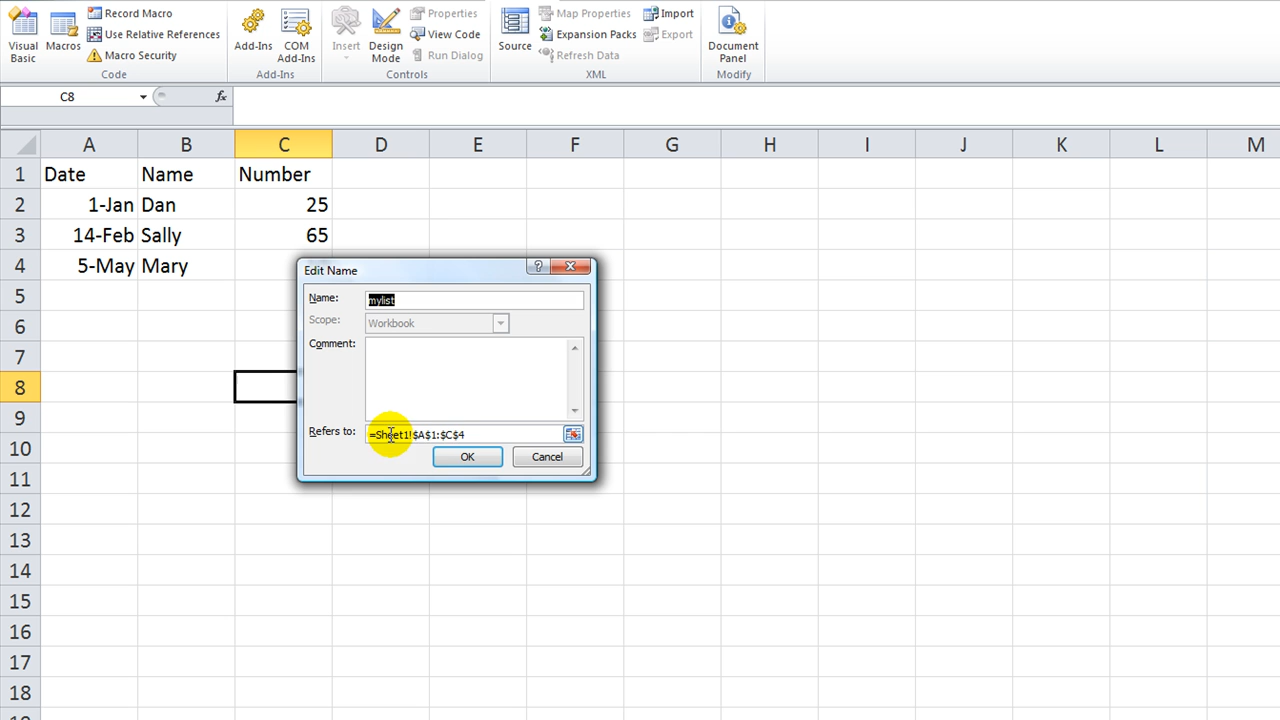 Visual Basic
Macros
Record Macro
Use Relative References
Macro Security
Code
Add-Ins
COM Add-Ins
Add-Ins
Insert
Design Mode
Properties
View Code
Run Dialog
Controls
Source
Map Properties
Expansion Packs
Refresh Data
Import
Export
XML
Document Panel
Modify
C8
fx
A B C D E F G H I J K L M
1 Date Name Number
2 1-Jan Dan 25
3 14-Feb Sally 65
4 5-May Mary
5
6
7
8
9
10
11
12
13
14
15
16
17
18
Edit Name
?
Name: mylist
Scope: Workbook
Comment:
Refers to: =Sheet1!$A$1:$C$4
OK Cancel